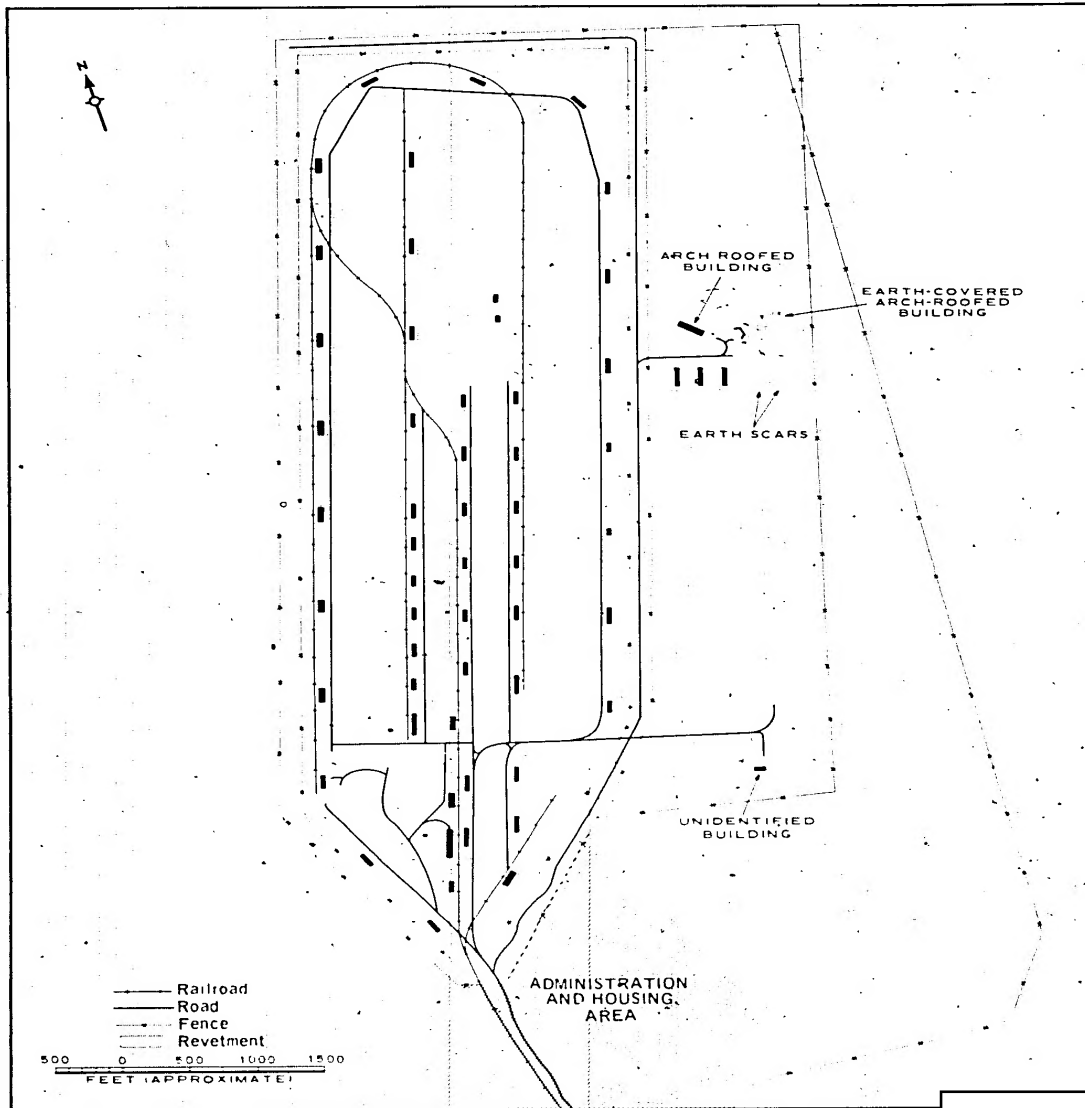 N
ARCH ROOFED
BUILDING
EARTH-COVERED
ARCH-ROOFED
BUILDING
EARTH SCARS
UNIDENTIFIED
BUILDING
ADMINISTRATION
AND HOUSING
AREA
Railroad
Road
Fence
Revetment
500 0 500 1000 1500
FEET (APPROXIMATE)